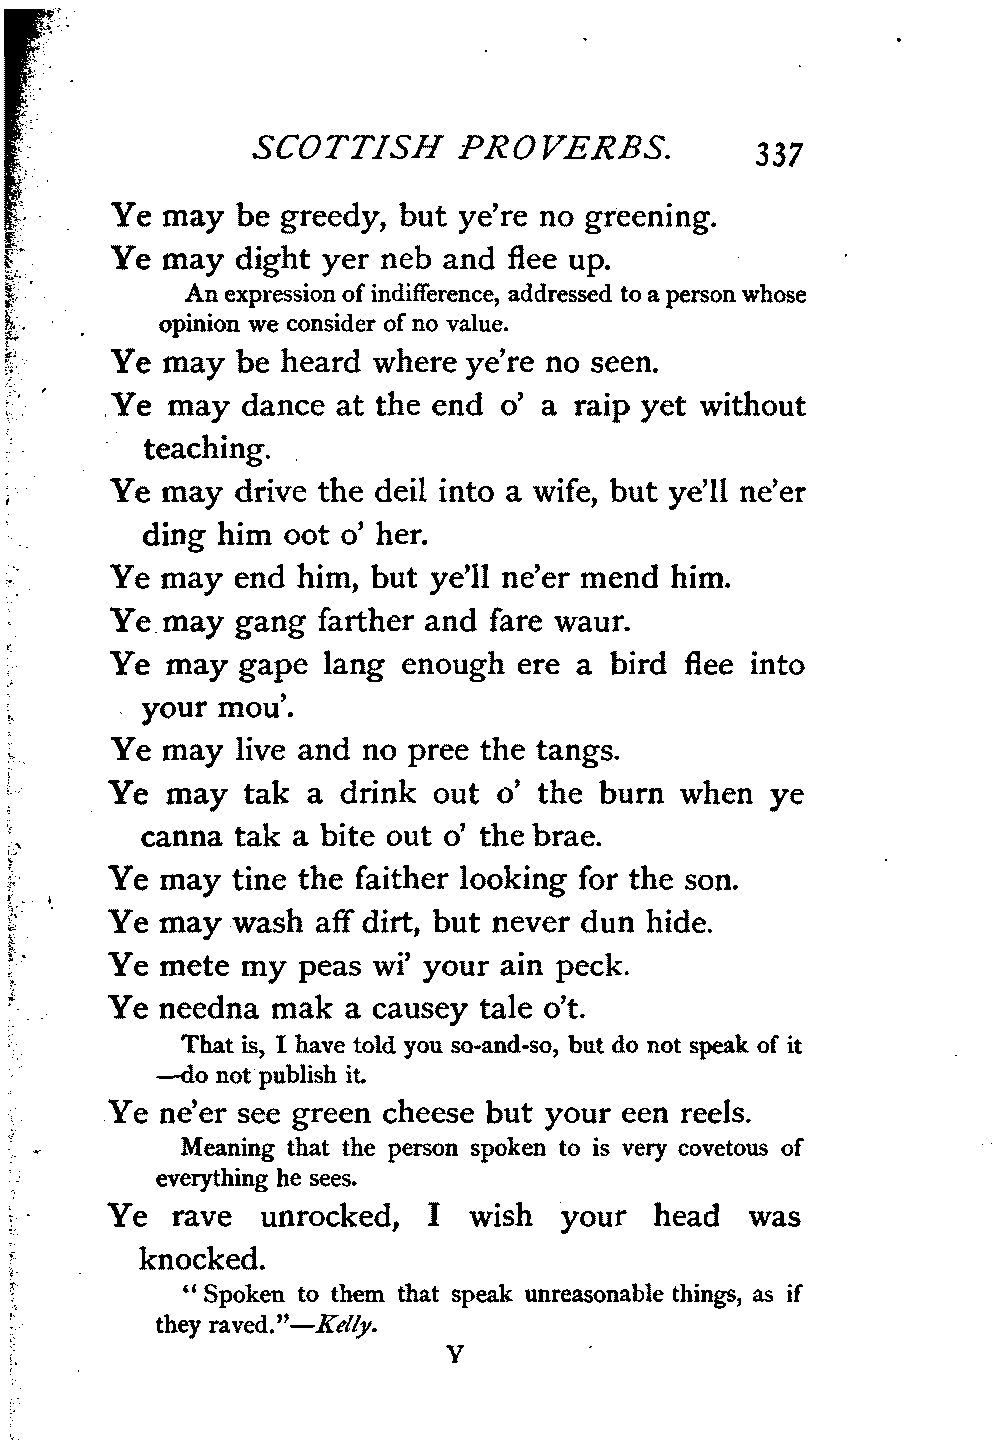 SCOTTISH PROVERBS. 337
Ye may be greedy, but ye're no greening.
Ye may dight yer neb and flee up.
An expression of indifference, addressed to a person whose
opinion we consider of no value.
Ye may be heard where ye're no seen.
Ye may dance at the end o' a raip yet without
teaching.
Ye may drive the deil into a wife, but ye'll ne'er
ding him oot o' her.
Ye may end him, but ye'll ne'er mend him.
Ye may gang farther and fare waur.
Ye may gape lang enough ere a bird flee into
your mou'.
Ye may live and no pree the tangs.
Ye may tak a drink out o' the burn when ye
canna tak a bite out o' the brae.
Ye may tine the faither looking for the son.
Ye may wash aff dirt, but never dun hide.
Ye mete my peas wi' your ain peck.
Ye needna mak a causey tale o't.
That is, I have told you so-and-so, but do not speak of it
—do not publish it.
Ye ne'er see green cheese but your een reels.
Meaning that the person spoken to is very covetous of
everything he sees.
Ye rave unrocked, I wish your head was
knocked.
"Spoken to them that speak unreasonable things, as if
they raved."—Kelly.
Y